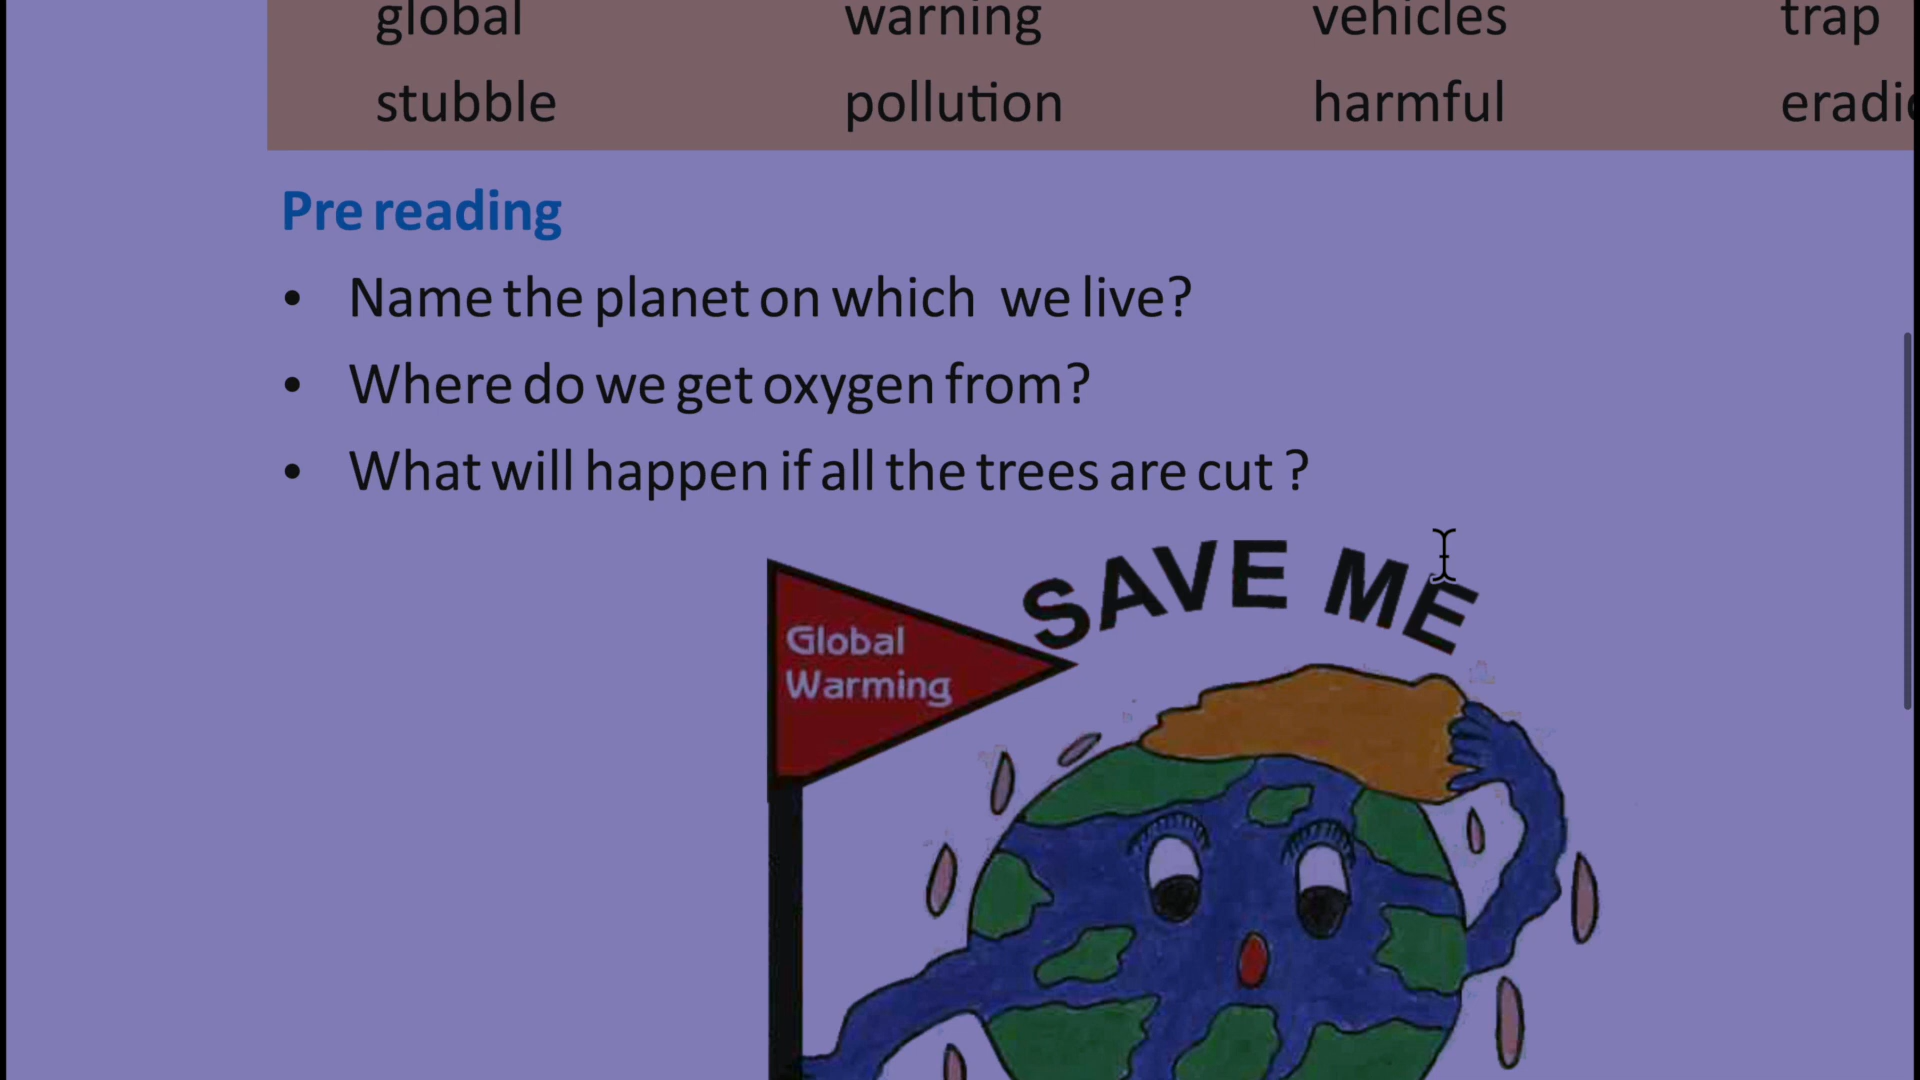 global warning vehicles trap
stubble pollution harmful
Pre reading
• Name the planet on which we live?
• Where do we get oxygen from?
• What will happen if all the trees are cut ?
SAVE ME
Global
Warming